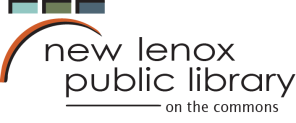 new lenox
public library
on the commons